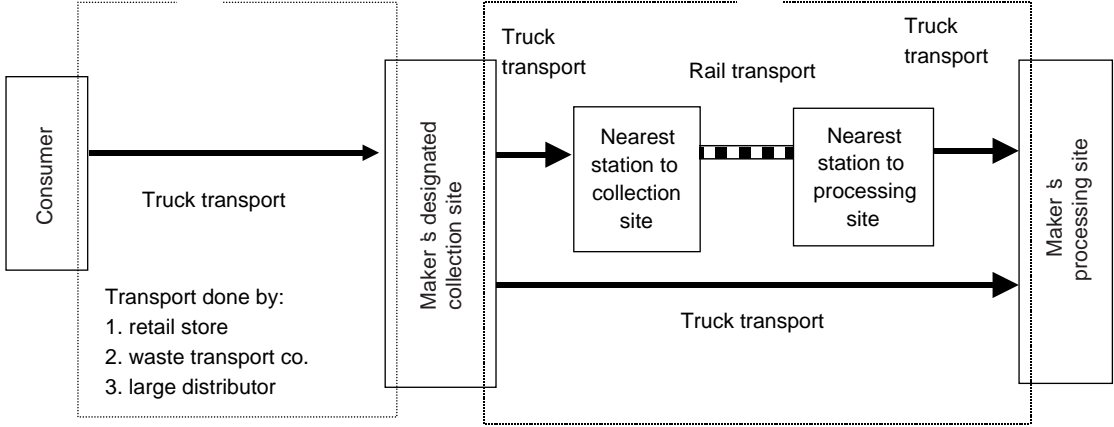 Consumer
Truck transport
Transport done by:
1. retail store
2. waste transport co.
3. large distributor
Maker's designated
collection site
Truck
transport
Nearest
station to
collection
site
Rail transport
Nearest
station to
processing
site
Truck
transport
Truck transport
Maker's
processing site